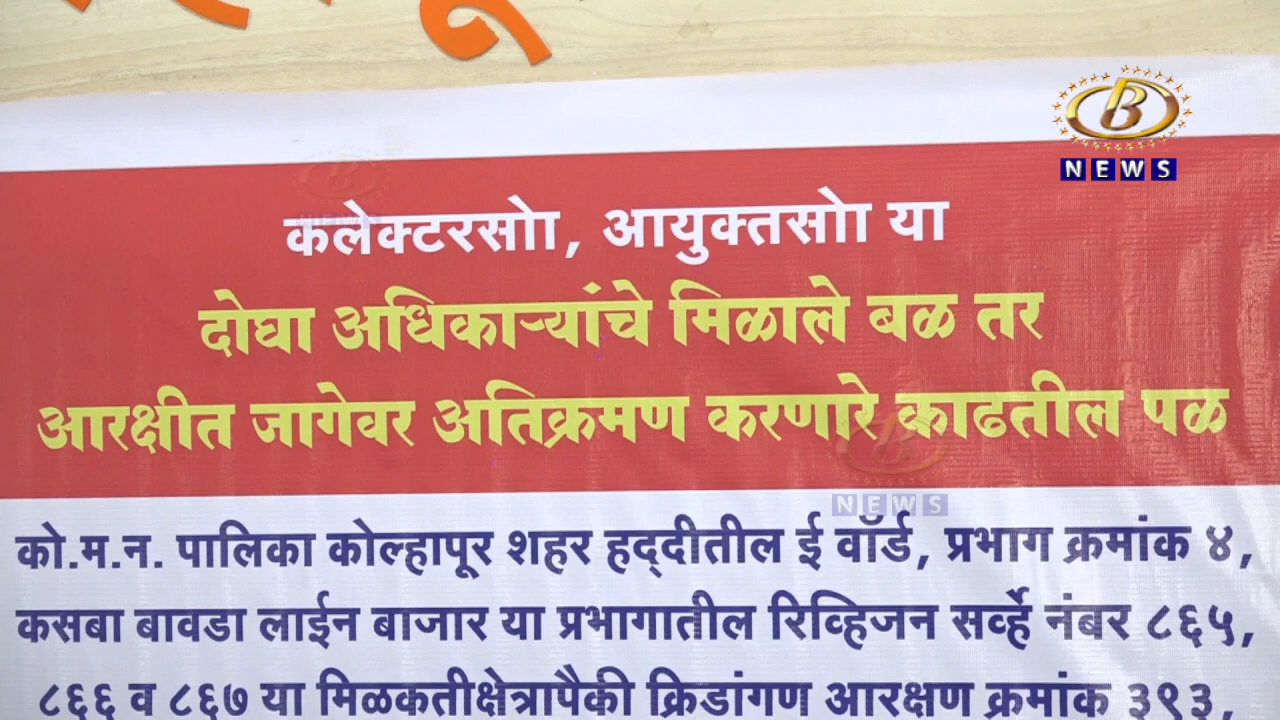 B
NEWS
कलेक्टरसो, आयुक्तसो या
दोघा अधिकाऱ्यांचे मिळाले बळ तर
आरक्षीत जागेवर अतिक्रमण करणारे काढतील पळ
NEWS
को.म.न. पालिका कोल्हापूर शहर हद्दीतील ई वॉर्ड, प्रभाग क्रमांक ४,
कसबा बावडा लाईन बाजार या प्रभागातील रिव्हिजन सर्व्हे नंबर ८६५,
८६६ व ८६७ या मिळकतीक्षेत्रापैकी क्रिडांगण आरक्षण क्रमांक ३९३,